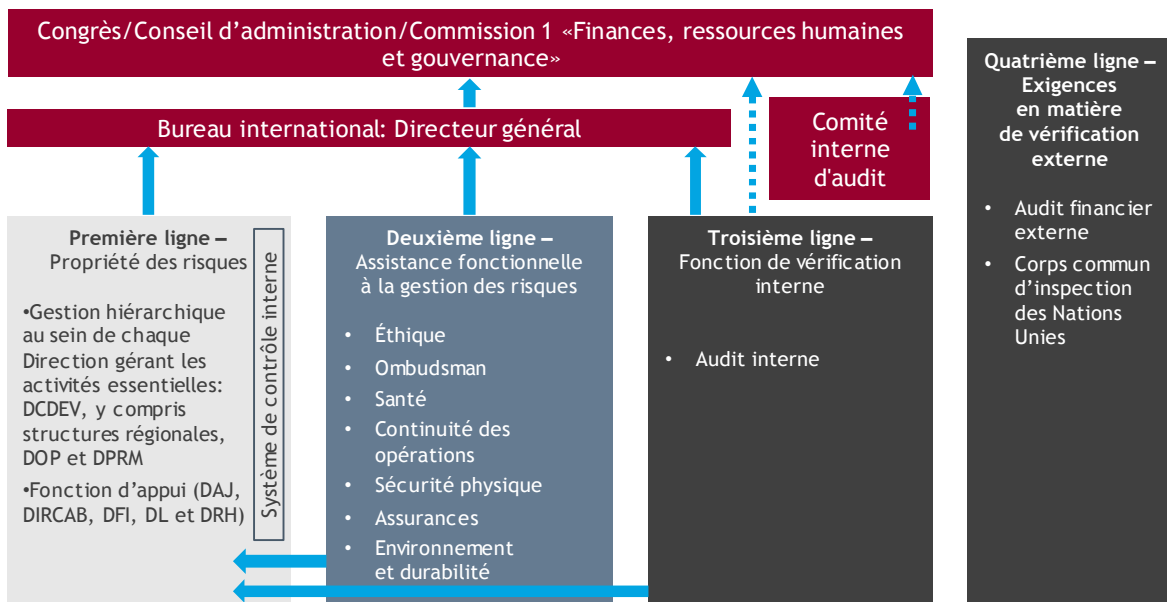 Congrès/Conseil d’administration/Commission 1 «Finances, ressources humaines
et gouvernance»
Bureau international: Directeur général
Comité
interne
d'audit
Quatrième ligne –
Exigences
en matière
de vérification
externe
• Audit financier
externe
• Corps commun
d’inspection
des Nations
Unies
Première ligne –
Propriété des risques
•Gestion hiérarchique
au sein de chaque
Direction gérant les
activités essentielles:
DCDEV, y compris
structures régionales,
DOP et DPRM
•Fonction d’appui (DAJ,
DIRCAB, DFI, DL et DRH)
Système de contrôle interne
Deuxième ligne –
Assistance fonctionnelle
à la gestion des risques
• Éthique
• Ombudsman
• Santé
• Continuité des
opérations
• Sécurité physique
• Assurances
• Environnement
et durabilité
Troisième ligne –
Fonction de vérification
interne
• Audit interne